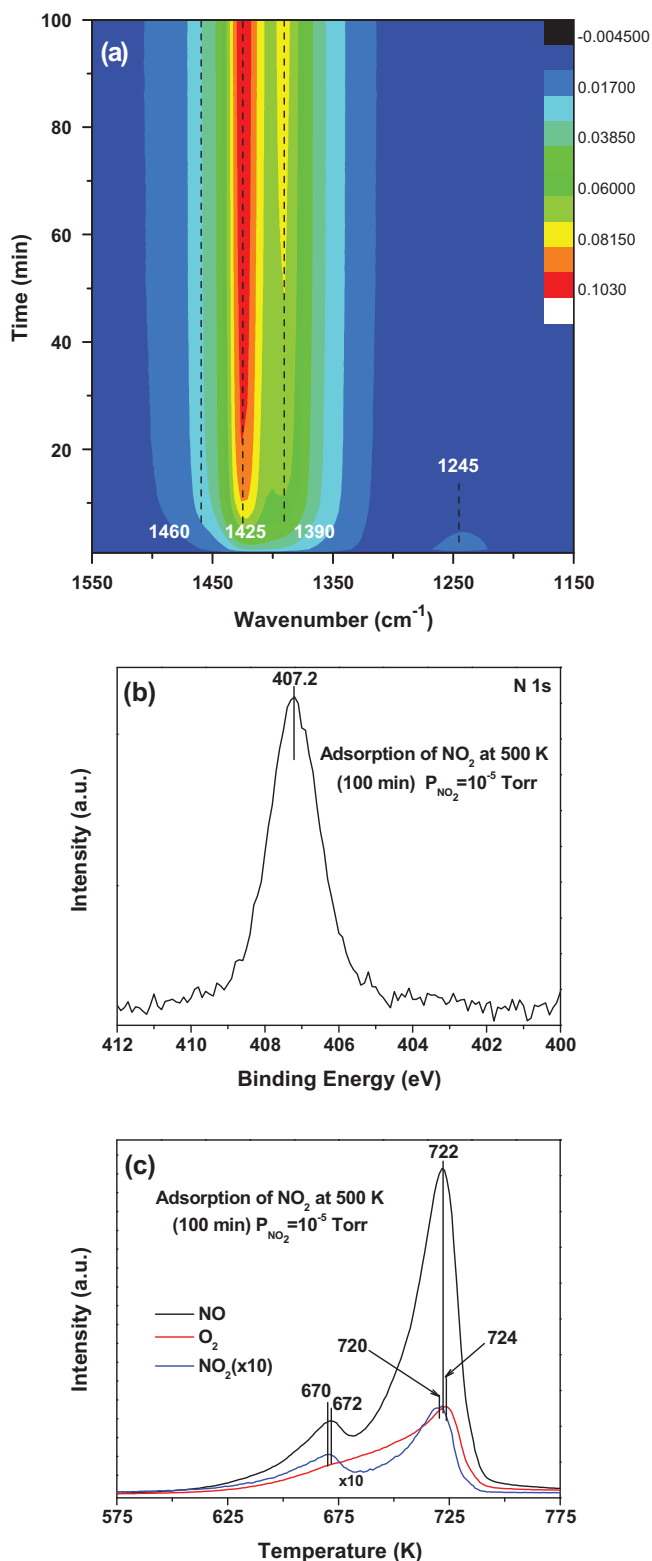 (a)
100
80
60
40
20
Time (min)
-0.004500
0.01700
0.03850
0.06000
0.08150
0.1030
1245
1460 1425 1390
1550 1450 1350 1250 1150
Wavenumber (cm⁻¹)
(b)
407.2
N 1s
Adsorption of NO₂ at 500 K
(100 min) P_NO₂=10⁻⁵ Torr
Intensity (a.u.)
412 410 408 406 404 402 400
Binding Energy (eV)
(c)
722
Adsorption of NO₂ at 500 K
(100 min) P_NO₂=10⁻⁵ Torr
NO
O₂
NO₂(x10)
720
724
670
672
x10
Intensity (a.u.)
575 625 675 725 775
Temperature (K)